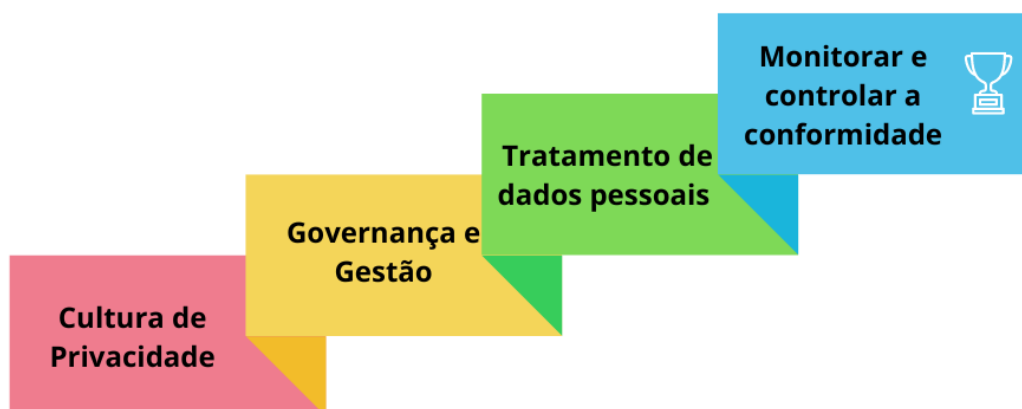 Monitorar e
controlar a
conformidade
Tratamento de
dados pessoais
Governança e
Gestão
Cultura de
Privacidade